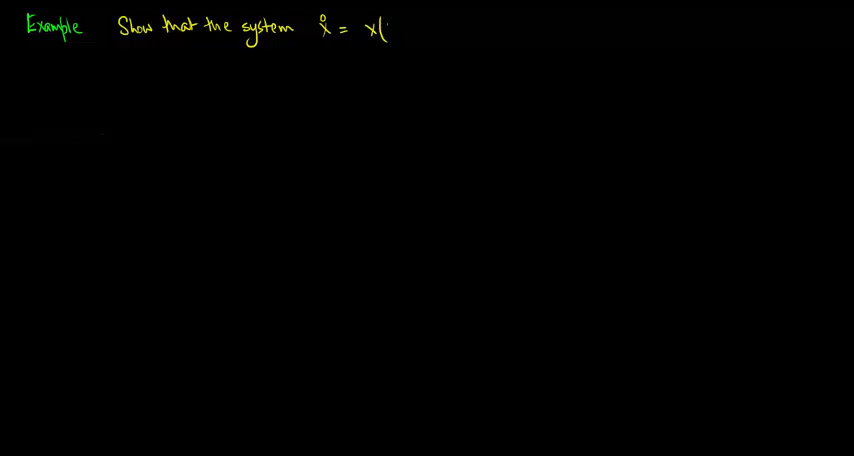 Example Show that the system ẋ = x(